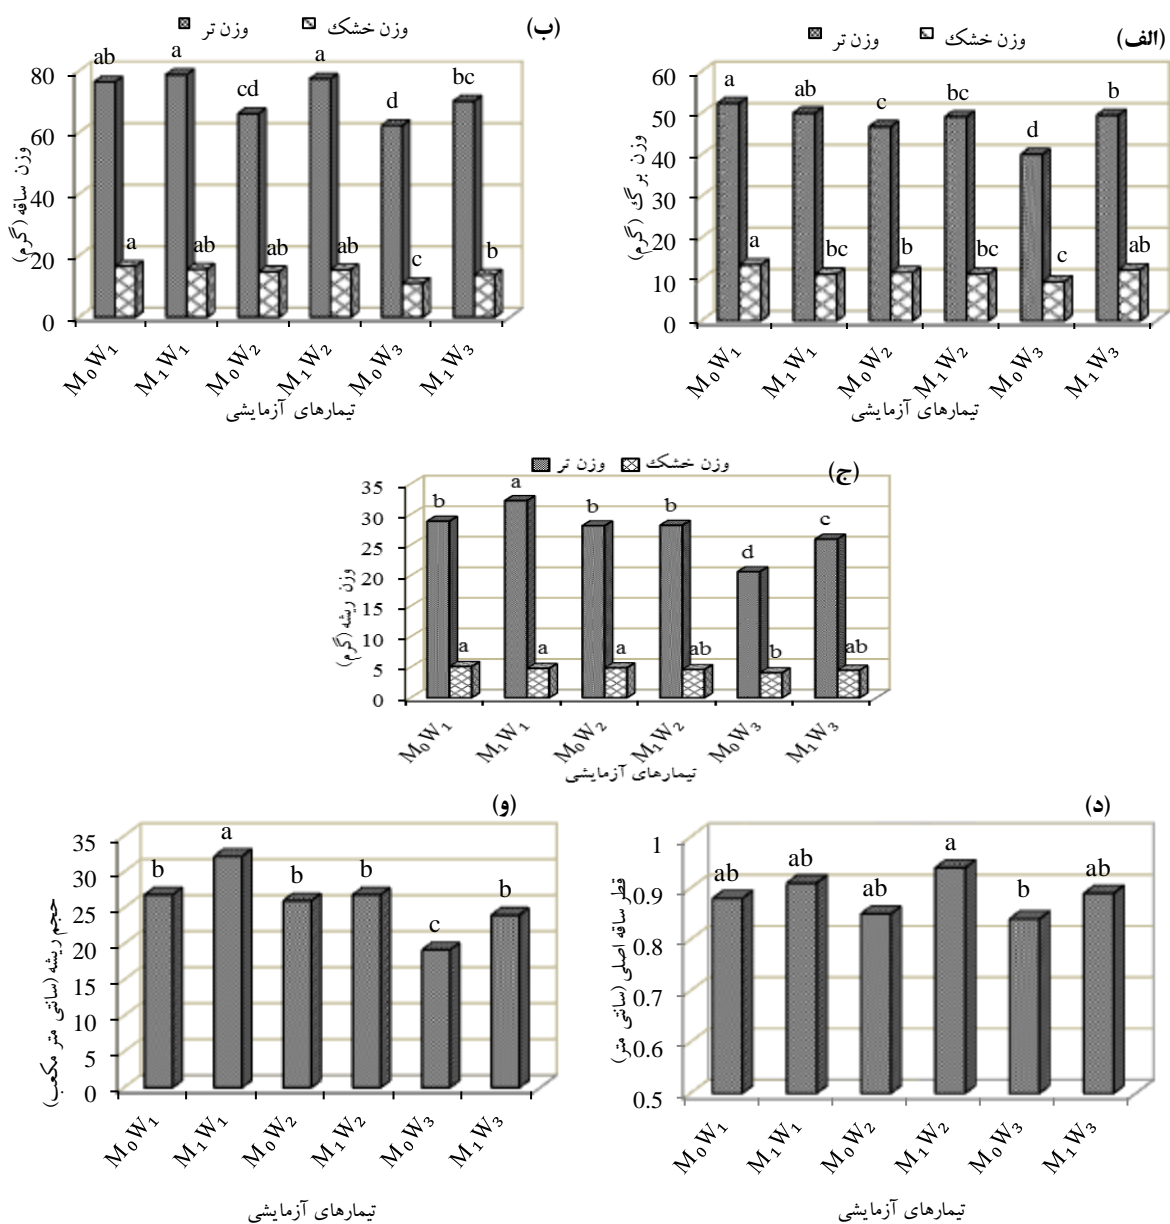 (الف)
وزن تر وزن خشک
a ab c bc d b
a bc b bc c ab
60
50
40
30
20
10
0
وزن برگ (گرم)
M₀W₁ M₁W₁ M₀W₂ M₁W₂ M₀W₃ M₁W₃
تیمارهای آزمایشی
(ب)
وزن تر وزن خشک
ab a cd a d bc
a ab ab ab c b
80
60
40
20
0
وزن ساقه (گرم)
M₀W₁ M₁W₁ M₀W₂ M₁W₂ M₀W₃ M₁W₃
تیمارهای آزمایشی
(ج)
وزن تر وزن خشک
b a b b d c
a a a ab b ab
35
30
25
20
15
10
5
0
وزن ریشه (گرم)
M₀W₁ M₁W₁ M₀W₂ M₁W₂ M₀W₃ M₁W₃
تیمارهای آزمایشی
(د)
ab ab ab a b ab
1
0.9
0.8
0.7
0.6
0.5
قطر ساقه اصلی (سانتی متر)
M₀W₁ M₁W₁ M₀W₂ M₁W₂ M₀W₃ M₁W₃
تیمارهای آزمایشی
(و)
b a b b c b
35
30
25
20
15
10
5
0
حجم ریشه (سانتی متر مکعب)
M₀W₁ M₁W₁ M₀W₂ M₁W₂ M₀W₃ M₁W₃
تیمارهای آزمایشی